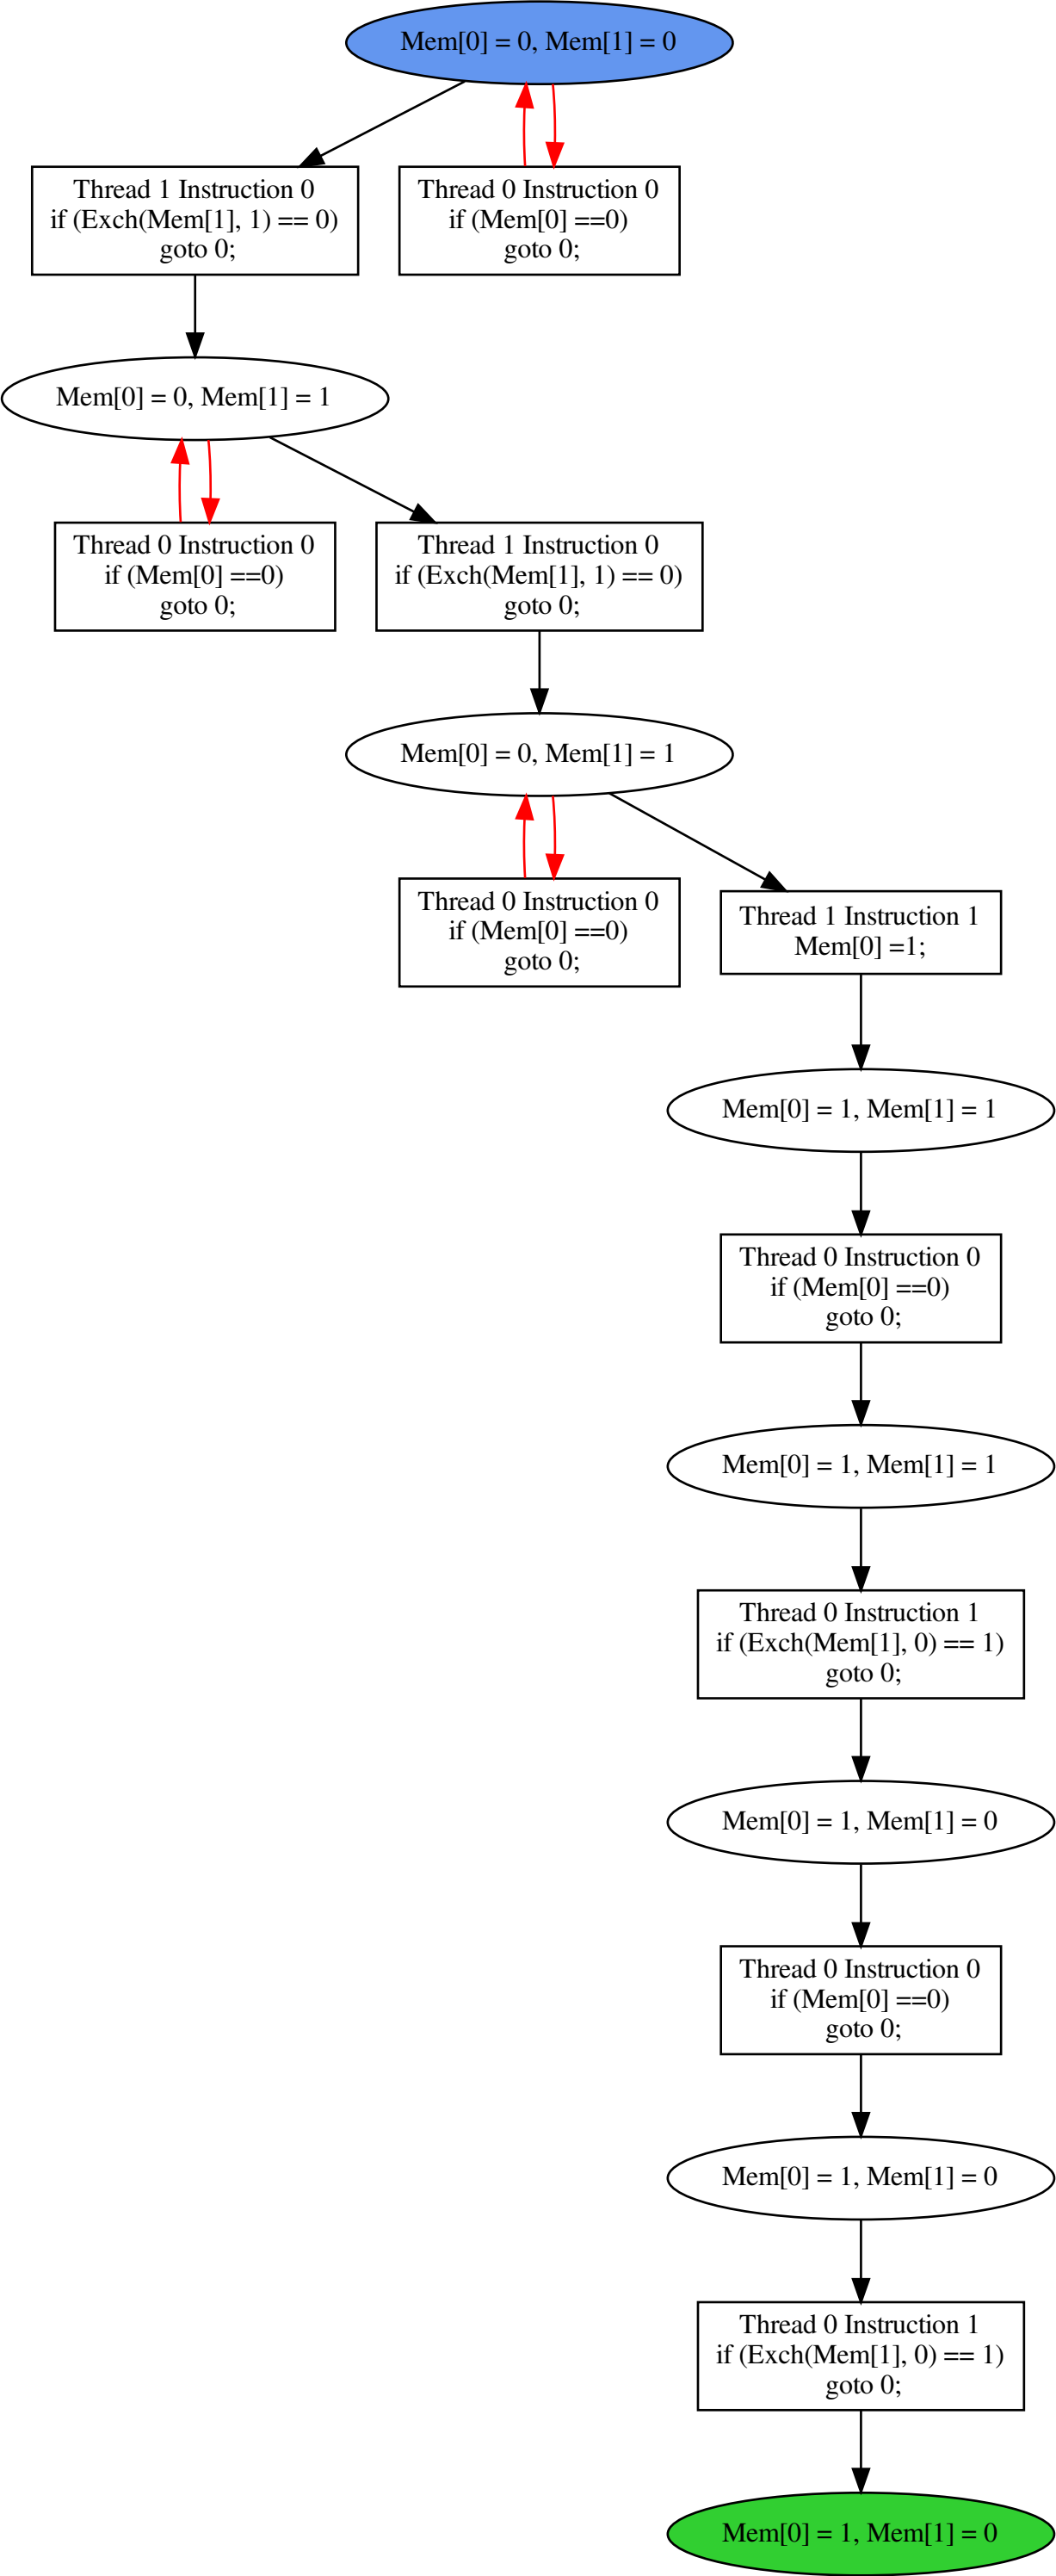 Mem[0] = 0, Mem[1] = 0
Thread 1 Instruction 0
if (Exch(Mem[1], 1) == 0)
goto 0;
Thread 0 Instruction 0
if (Mem[0] ==0)
goto 0;
Mem[0] = 0, Mem[1] = 1
Thread 0 Instruction 0
if (Mem[0] ==0)
goto 0;
Thread 1 Instruction 0
if (Exch(Mem[1], 1) == 0)
goto 0;
Mem[0] = 0, Mem[1] = 1
Thread 0 Instruction 0
if (Mem[0] ==0)
goto 0;
Thread 1 Instruction 1
Mem[0] =1;
Mem[0] = 1, Mem[1] = 1
Thread 0 Instruction 0
if (Mem[0] ==0)
goto 0;
Mem[0] = 1, Mem[1] = 1
Thread 0 Instruction 1
if (Exch(Mem[1], 0) == 1)
goto 0;
Mem[0] = 1, Mem[1] = 0
Thread 0 Instruction 0
if (Mem[0] ==0)
goto 0;
Mem[0] = 1, Mem[1] = 0
Thread 0 Instruction 1
if (Exch(Mem[1], 0) == 1)
goto 0;
Mem[0] = 1, Mem[1] = 0